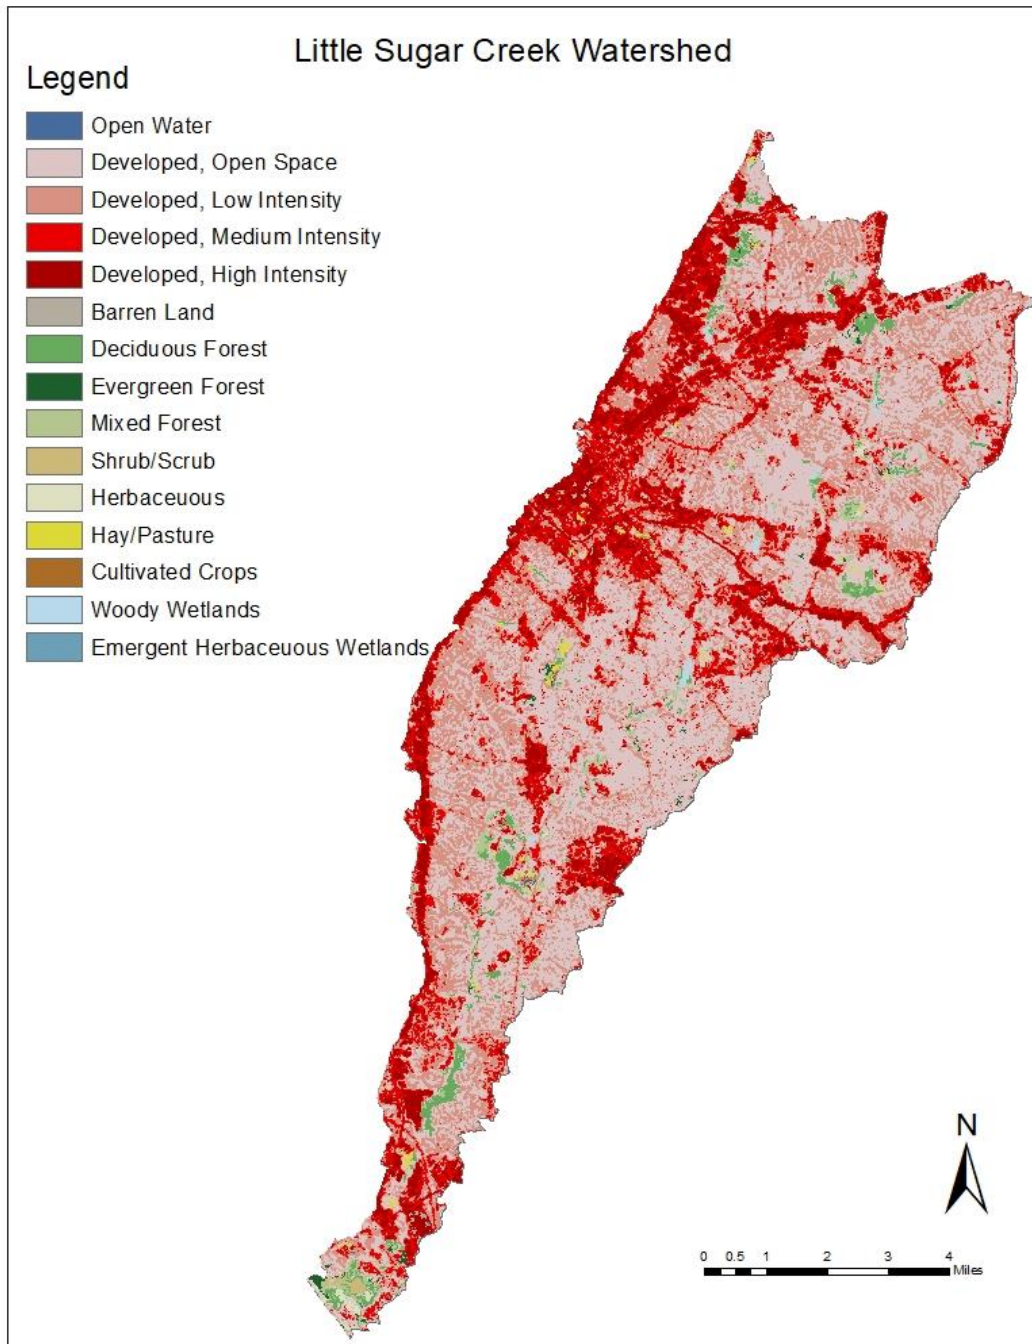 Little Sugar Creek Watershed
Legend
Open Water
Developed, Open Space
Developed, Low Intensity
Developed, Medium Intensity
Developed, High Intensity
Barren Land
Deciduous Forest
Evergreen Forest
Mixed Forest
Shrub/Scrub
Herbaceuous
Hay/Pasture
Cultivated Crops
Woody Wetlands
Emergent Herbaceuous Wetlands
N
0 0.5 1 2 3 4
Miles